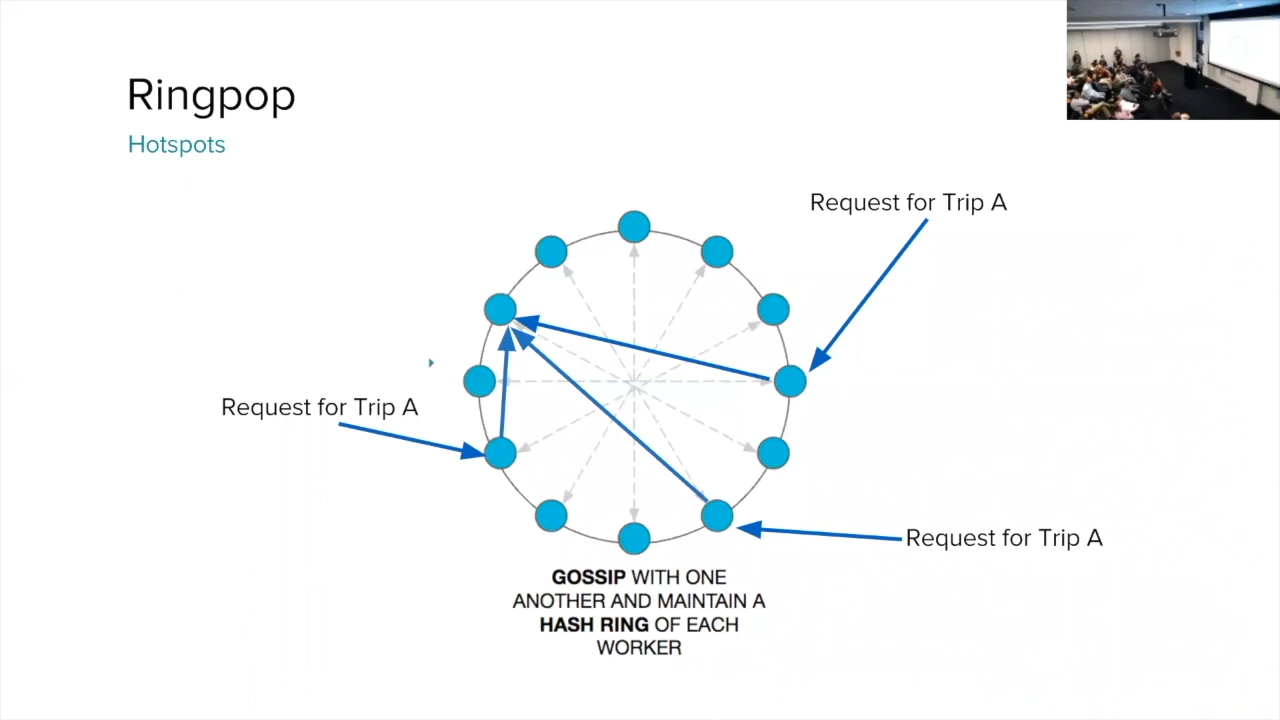 Ringpop
Hotspots
Request for Trip A
Request for Trip A
Request for Trip A
GOSSIP WITH ONE
ANOTHER AND MAINTAIN A
HASH RING OF EACH
WORKER